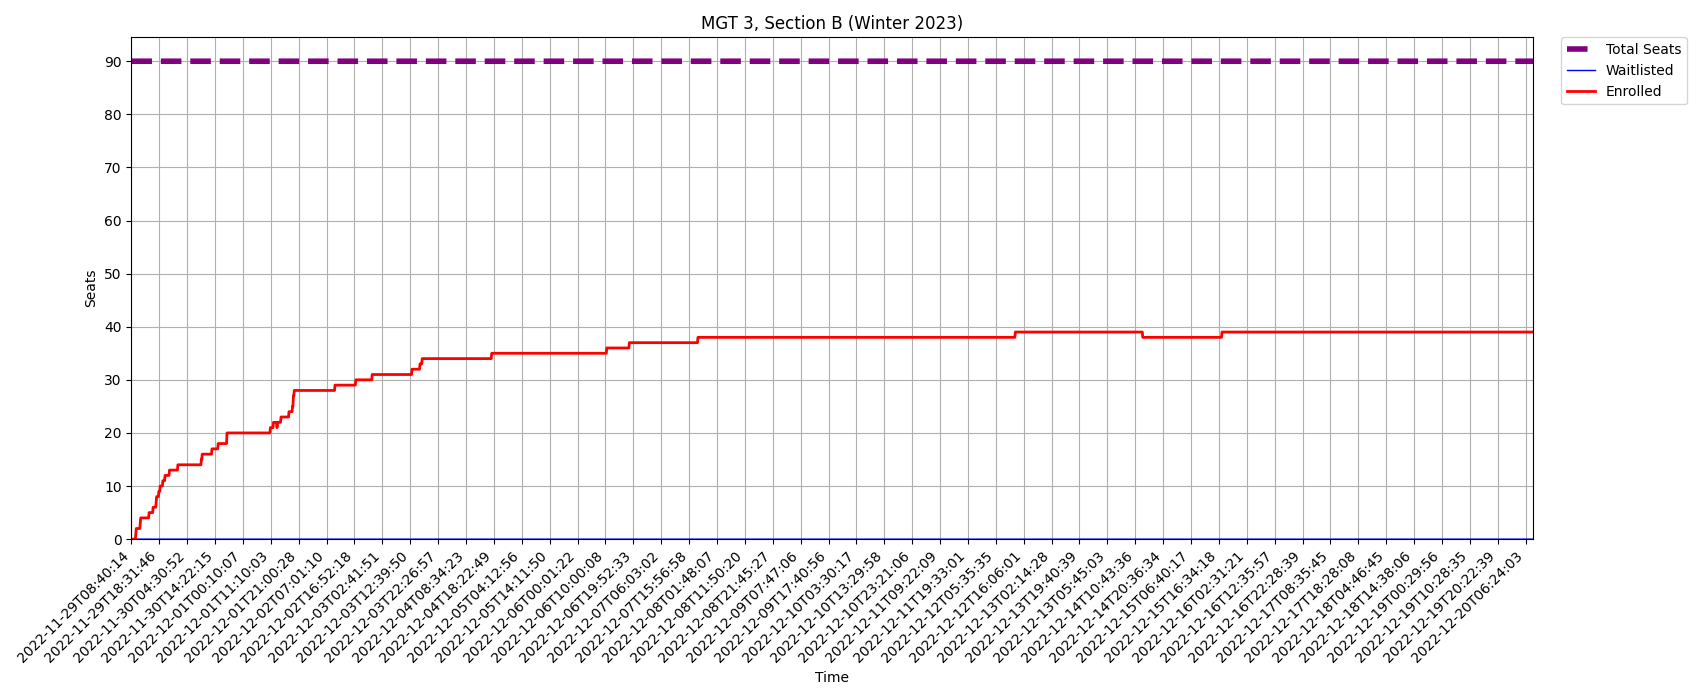 MGT 3, Section B (Winter 2023)
Total Seats
Waitlisted
Enrolled
Seats
90
80
70
60
50
40
30
20
10
0
2022-11-29T08:40:14
2022-11-29T18:31:46
2022-11-30T04:30:52
2022-11-30T14:22:15
2022-12-01T00:10:07
2022-12-01T11:10:03
2022-12-01T21:00:28
2022-12-02T07:01:10
2022-12-02T16:52:18
2022-12-03T02:41:51
2022-12-03T12:39:50
2022-12-03T22:26:57
2022-12-04T08:34:23
2022-12-04T18:22:49
2022-12-05T04:12:56
2022-12-05T14:11:50
2022-12-06T00:01:22
2022-12-06T10:00:08
2022-12-06T19:52:33
2022-12-07T06:03:02
2022-12-07T15:56:58
2022-12-08T01:48:07
2022-12-08T11:50:20
2022-12-08T21:45:27
2022-12-09T07:47:06
2022-12-09T17:40:56
2022-12-10T03:30:17
2022-12-10T13:29:58
2022-12-10T23:21:06
2022-12-11T09:22:09
2022-12-11T19:33:01
2022-12-12T05:35:35
2022-12-12T16:06:01
2022-12-13T02:14:28
2022-12-13T19:40:39
2022-12-13T05:45:03
2022-12-14T10:43:36
2022-12-14T20:36:34
2022-12-15T06:40:17
2022-12-15T16:34:18
2022-12-16T02:31:21
2022-12-16T12:35:57
2022-12-16T22:28:39
2022-12-17T08:35:45
2022-12-17T18:28:08
2022-12-18T04:46:45
2022-12-18T14:38:06
2022-12-19T00:29:56
2022-12-19T10:28:35
2022-12-19T20:22:39
2022-12-20T06:24:03
Time